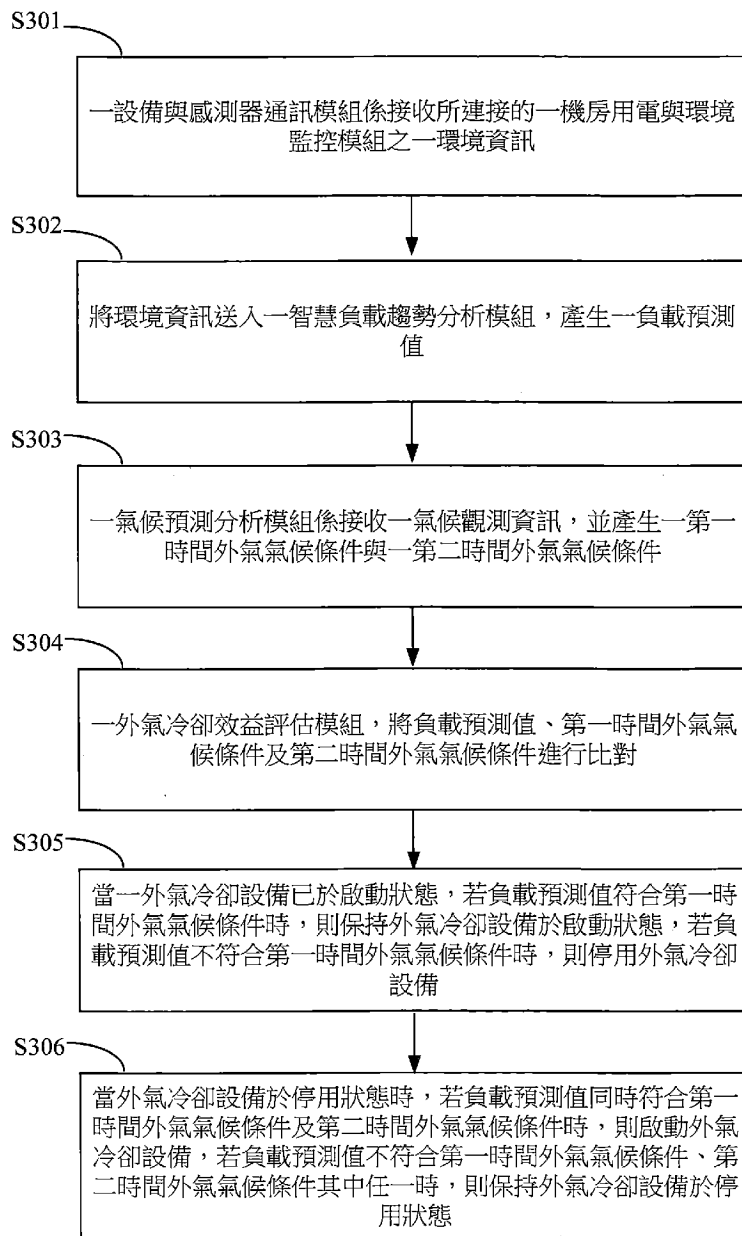 S301
一設備與感測器通訊模組係接收所連接的一機房用電與環境
監控模組之一環境資訊
S302
將環境資訊送入一智慧負載趨勢分析模組，產生一負載預測
值
S303
一氣候預測分析模組係接收一氣候觀測資訊，並產生一第一
時間外氣氣候條件與一第二時間外氣氣候條件
S304
一外氣冷卻效益評估模組，將負載預測值、第一時間外氣氣
候條件及第二時間外氣氣候條件進行比對
S305
當一外氣冷卻設備已於啟動狀態，若負載預測值符合第一時
間外氣氣候條件時，則保持外氣冷卻設備於啟動狀態，若負
載預測值不符合第一時間外氣氣候條件時，則停用外氣冷卻
設備
S306
當外氣冷卻設備於停用狀態時，若負載預測值同時符合第一
時間外氣氣候條件及第二時間外氣氣候條件時，則啟動外氣
冷卻設備，若負載預測值不符合第一時間外氣氣候條件、第
二時間外氣氣候條件其中任一時，則保持外氣冷卻設備於停
用狀態